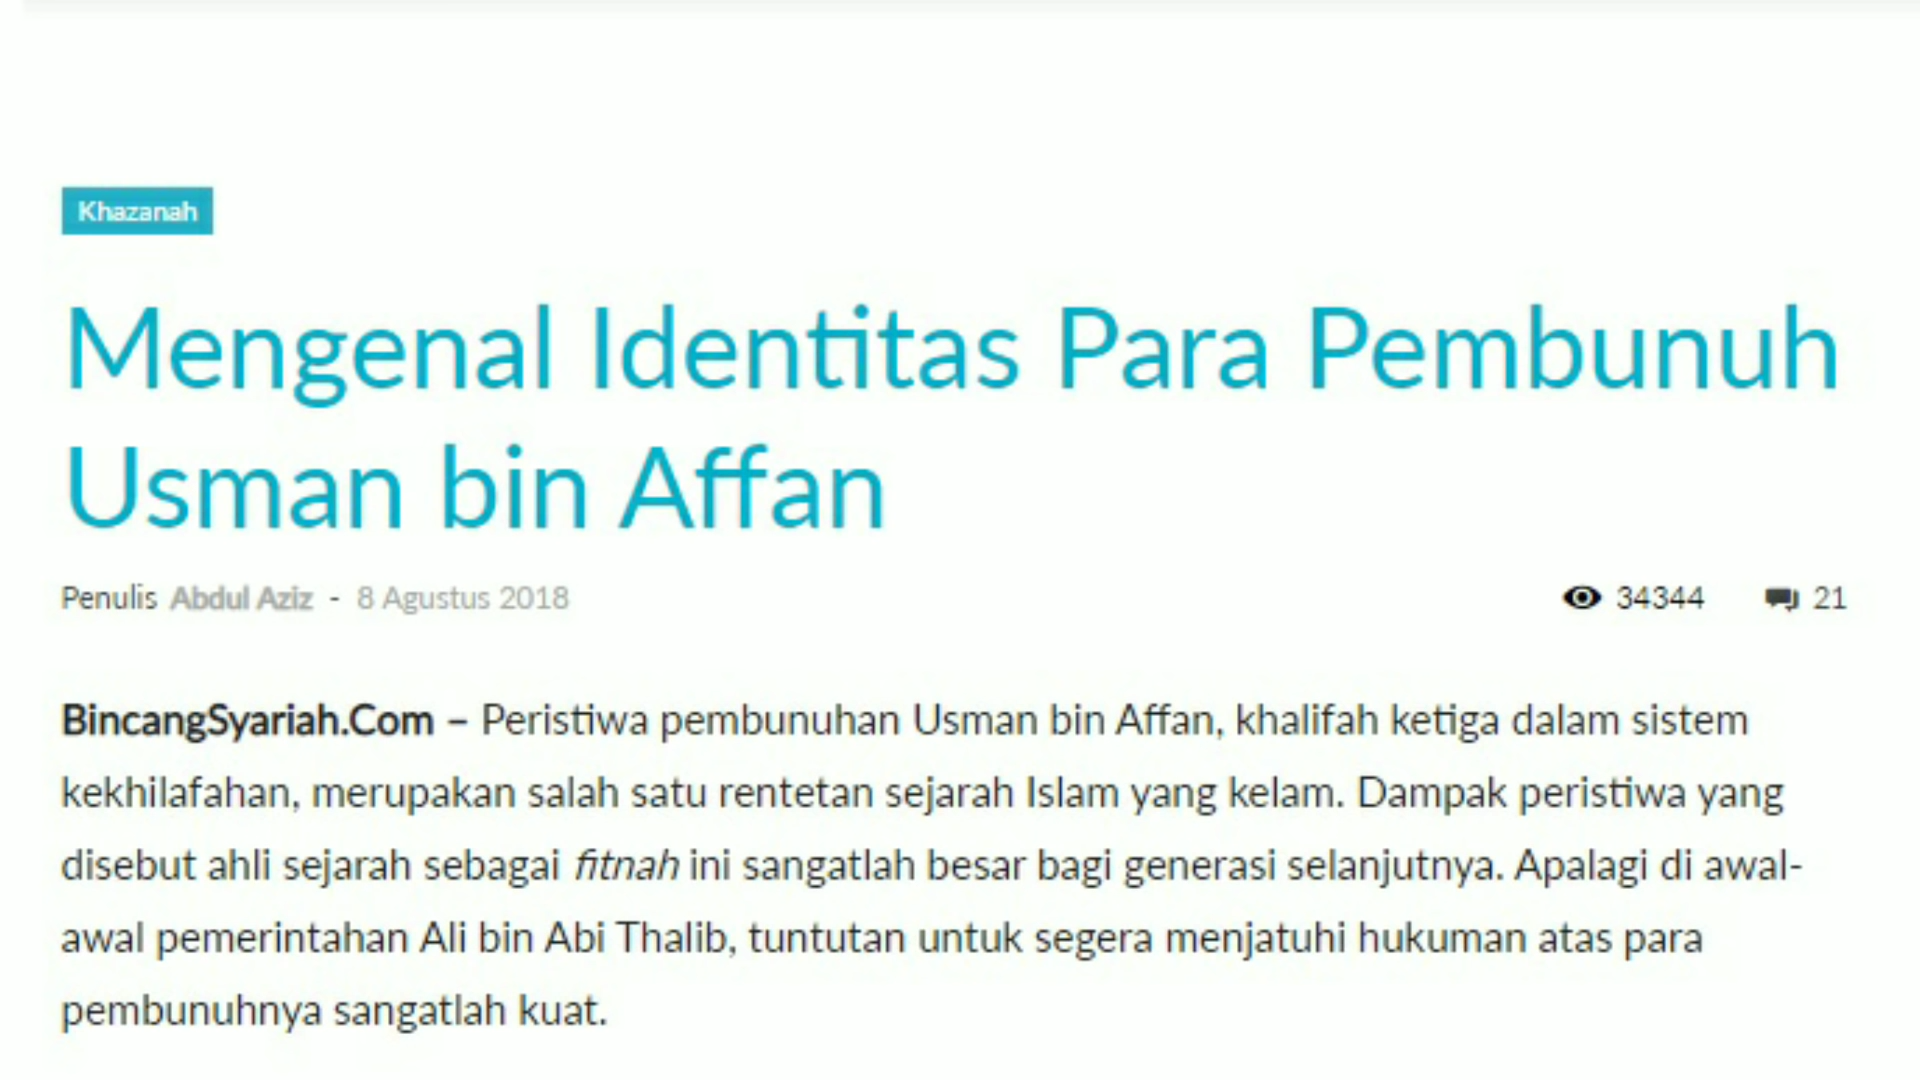 Khazanah
Mengenal Identitas Para Pembunuh
Usman bin Affan
Penulis Abdul Aziz - 8 Agustus 2018 34344 21
BincangSyariah.Com – Peristiwa pembunuhan Usman bin Affan, khalifah ketiga dalam sistem
kekhilafahan, merupakan salah satu rentetan sejarah Islam yang kelam. Dampak peristiwa yang
disebut ahli sejarah sebagai fitnah ini sangatlah besar bagi generasi selanjutnya. Apalagi di awal-
awal pemerintahan Ali bin Abi Thalib, tuntutan untuk segera menjatuhi hukuman atas para
pembunuhnya sangatlah kuat.